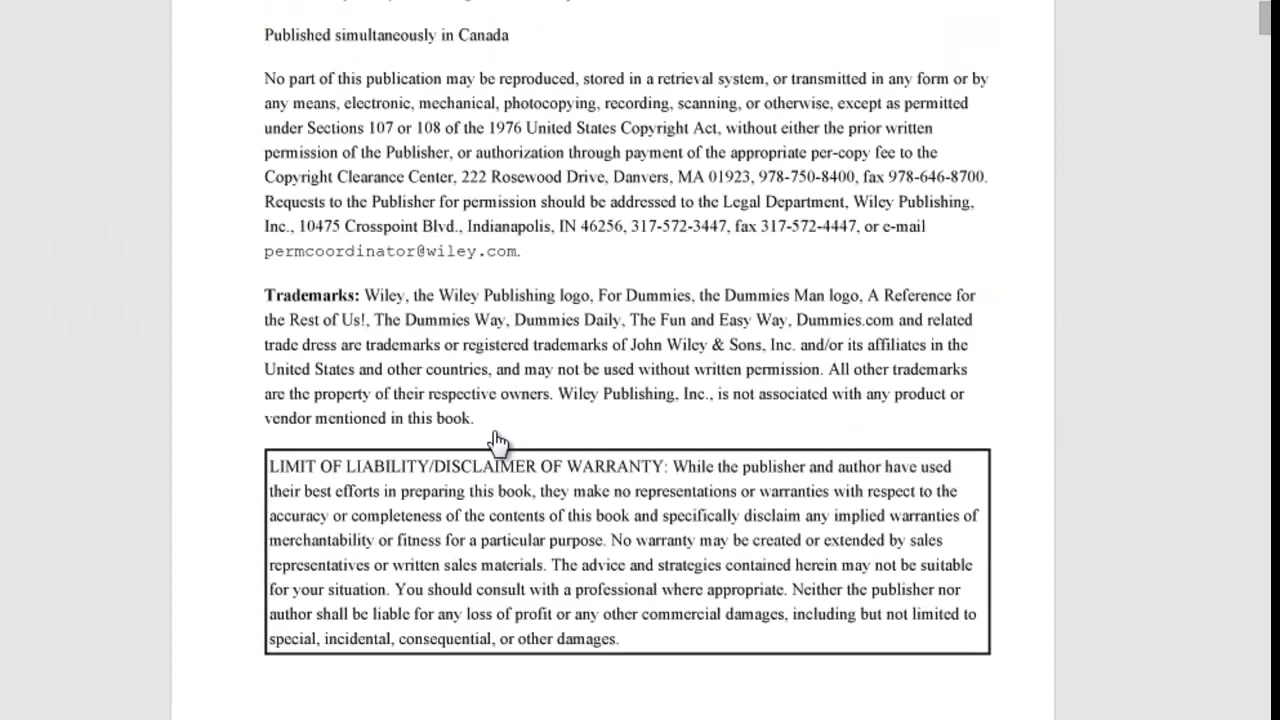 Published simultaneously in Canada
No part of this publication may be reproduced, stored in a retrieval system, or transmitted in any form or by
any means, electronic, mechanical, photocopying, recording, scanning, or otherwise, except as permitted
under Sections 107 or 108 of the 1976 United States Copyright Act, without either the prior written
permission of the Publisher, or authorization through payment of the appropriate per-copy fee to the
Copyright Clearance Center, 222 Rosewood Drive, Danvers, MA 01923, 978-750-8400, fax 978-646-8700.
Requests to the Publisher for permission should be addressed to the Legal Department, Wiley Publishing,
Inc., 10475 Crosspoint Blvd., Indianapolis, IN 46256, 317-572-3447, fax 317-572-4447, or e-mail
permcoordinator@wiley.com.
Trademarks: Wiley, the Wiley Publishing logo, For Dummies, the Dummies Man logo, A Reference for
the Rest of Us!, The Dummies Way, Dummies Daily, The Fun and Easy Way, Dummies.com and related
trade dress are trademarks or registered trademarks of John Wiley & Sons, Inc. and/or its affiliates in the
United States and other countries, and may not be used without written permission. All other trademarks
are the property of their respective owners. Wiley Publishing, Inc., is not associated with any product or
vendor mentioned in this book.
LIMIT OF LIABILITY/DISCLAIMER OF WARRANTY: While the publisher and author have used
their best efforts in preparing this book, they make no representations or warranties with respect to the
accuracy or completeness of the contents of this book and specifically disclaim any implied warranties of
merchantability or fitness for a particular purpose. No warranty may be created or extended by sales
representatives or written sales materials. The advice and strategies contained herein may not be suitable
for your situation. You should consult with a professional where appropriate. Neither the publisher nor
author shall be liable for any loss of profit or any other commercial damages, including but not limited to
special, incidental, consequential, or other damages.